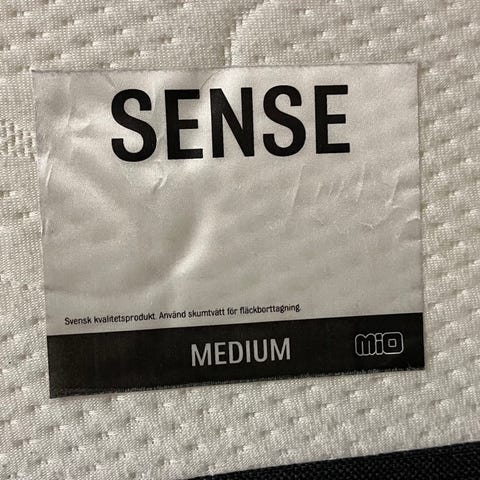 SENSE
Svensk kvalitetsprodukt. Använd skumtvätt för fläckborttagning.
MEDIUM
MIO